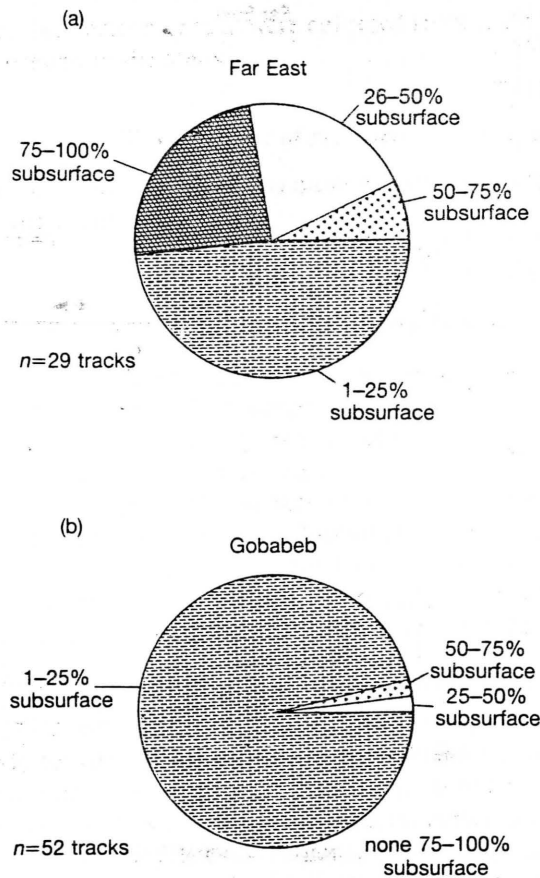 (a)
Far East
26–50%
subsurface
75–100%
subsurface
50–75%
subsurface
n=29 tracks
1–25%
subsurface
(b)
Gobabeb
50–75%
subsurface
1–25%
subsurface
25–50%
subsurface
n=52 tracks
none 75–100%
subsurface